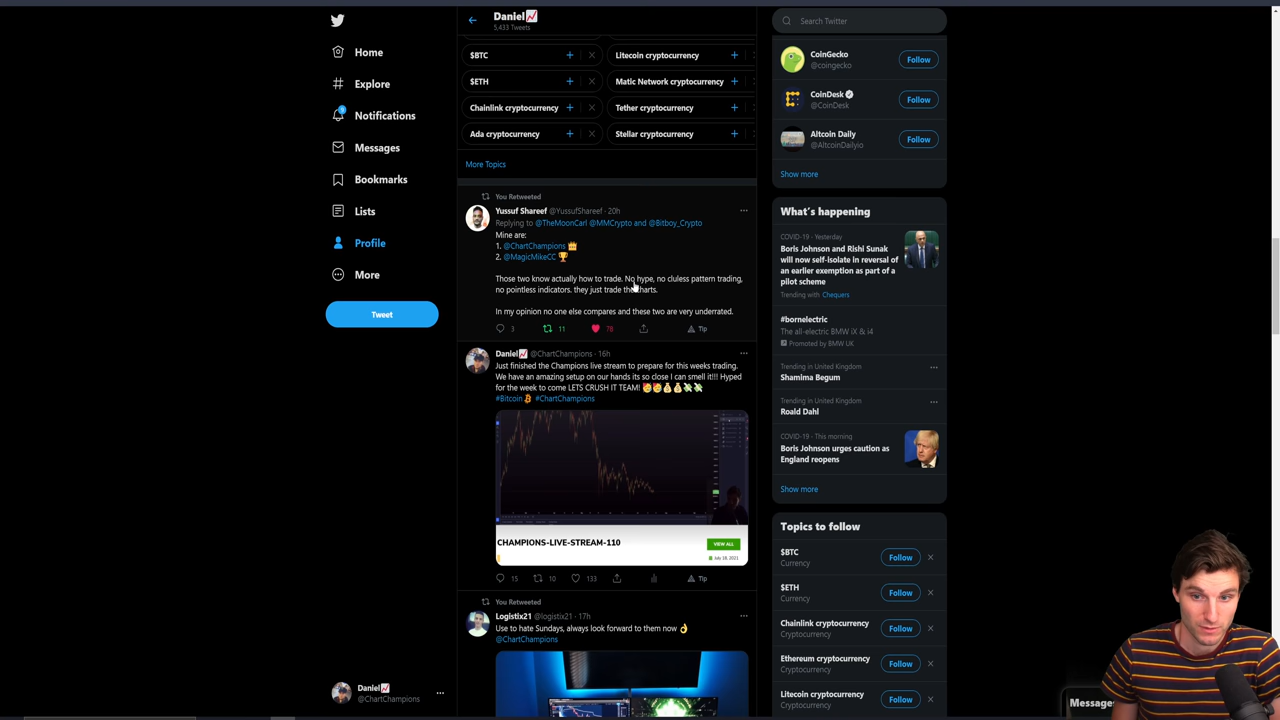 Daniel📈
5,433 Tweets
Search Twitter
Home
Explore
Notifications
Messages
Bookmarks
Lists
Profile
More
Tweet
Daniel📈
@ChartChampions
$BTC
Litecoin cryptocurrency
$ETH
Matic Network cryptocurrency
Chainlink cryptocurrency
Tether cryptocurrency
Ada cryptocurrency
Stellar cryptocurrency
More Topics
You Retweeted
Yussuf Shareef @YussufShareef · 20h
Replying to @TheMoonCarl @MMCrypto and @Bitboy_Crypto
Mine are:
1. @ChartChampions 👑
2. @MagicMikeCC 🏆
Those two know actually how to trade. No hype, no cluless pattern trading,
no pointless indicators. they just trade the charts.
In my opinion no one else compares and these two are very underrated.
3 11 78 Tip
Daniel📈 @ChartChampions · 16h
Just finished the Champions live stream to prepare for this weeks trading.
We have an amazing setup on our hands its so close I can smell it!!! Hyped
for the week to come LETS CRUSH IT TEAM! 🥳🥳💰💰💸💸
#Bitcoin #ChartChampions
CHAMPIONS-LIVE-STREAM-110
VIEW ALL
July 18, 2021
15 10 133 Tip
You Retweeted
Logistix21 @logistix21 · 17h
Use to hate Sundays, always look forward to them now 👌
@ChartChampions
CoinGecko
@coingecko
Follow
CoinDesk
@CoinDesk
Follow
Altcoin Daily
@AltcoinDailyio
Follow
Show more
What's happening
COVID-19 · Yesterday
Boris Johnson and Rishi Sunak
will now self-isolate in reversal of
an earlier exemption as part of a
pilot scheme
Trending with Chequers
#bornelectric
The all-electric BMW iX & i4
Promoted by BMW UK
Trending in United Kingdom
Shamima Begum
Trending in United Kingdom
Roald Dahl
COVID-19 · This morning
Boris Johnson urges caution as
England reopens
Show more
Topics to follow
$BTC
Currency
Follow
$ETH
Currency
Follow
Chainlink cryptocurrency
Cryptocurrency
Follow
Ethereum cryptocurrency
Cryptocurrency
Follow
Litecoin cryptocurrency
Cryptocurrency
Follow
Messages